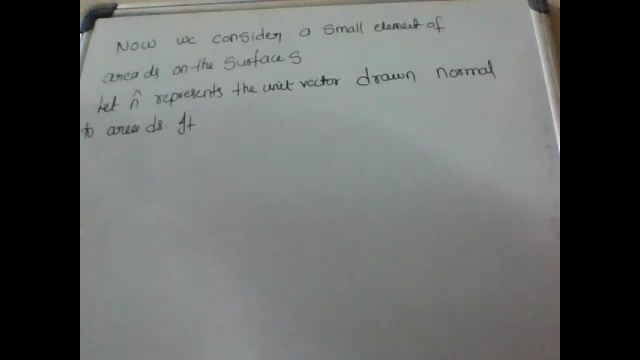 Now we consider a small element of
area ds on the surface S
Let n̂ represents the unit vector drawn normal
to area ds It